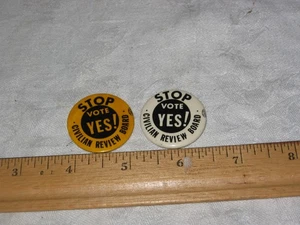 STOP
VOTE
YES!
· CIVILIAN REVIEW BOARD ·
STOP
VOTE
YES!
· CIVILIAN REVIEW BOARD ·
3 4 5 6 7 8